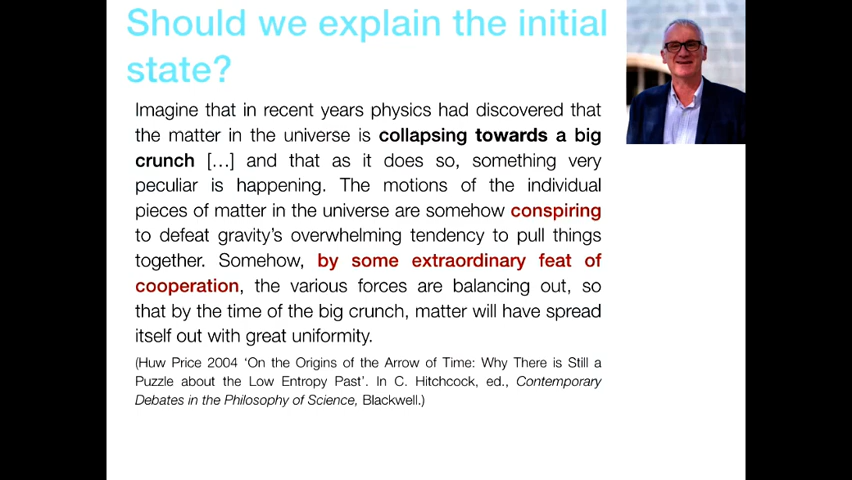 Should we explain the initial
state?
Imagine that in recent years physics had discovered that
the matter in the universe is collapsing towards a big
crunch […] and that as it does so, something very
peculiar is happening. The motions of the individual
pieces of matter in the universe are somehow conspiring
to defeat gravity's overwhelming tendency to pull things
together. Somehow, by some extraordinary feat of
cooperation, the various forces are balancing out, so
that by the time of the big crunch, matter will have spread
itself out with great uniformity.
(Huw Price 2004 'On the Origins of the Arrow of Time: Why There is Still a
Puzzle about the Low Entropy Past'. In C. Hitchcock, ed., Contemporary
Debates in the Philosophy of Science, Blackwell.)